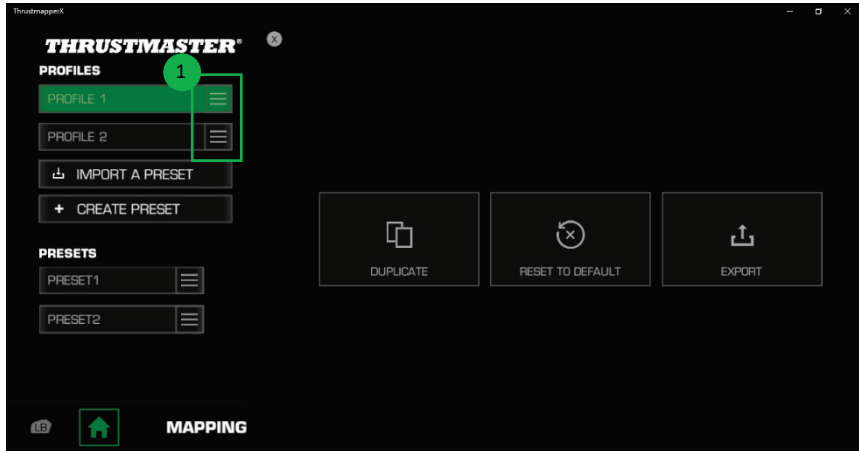 ThrustmapperX
THRUSTMASTER®
PROFILES
1
PROFILE 1
PROFILE 2
IMPORT A PRESET
+ CREATE PRESET
PRESETS
PRESET1
PRESET2
X
DUPLICATE
RESET TO DEFAULT
EXPORT
LB
MAPPING